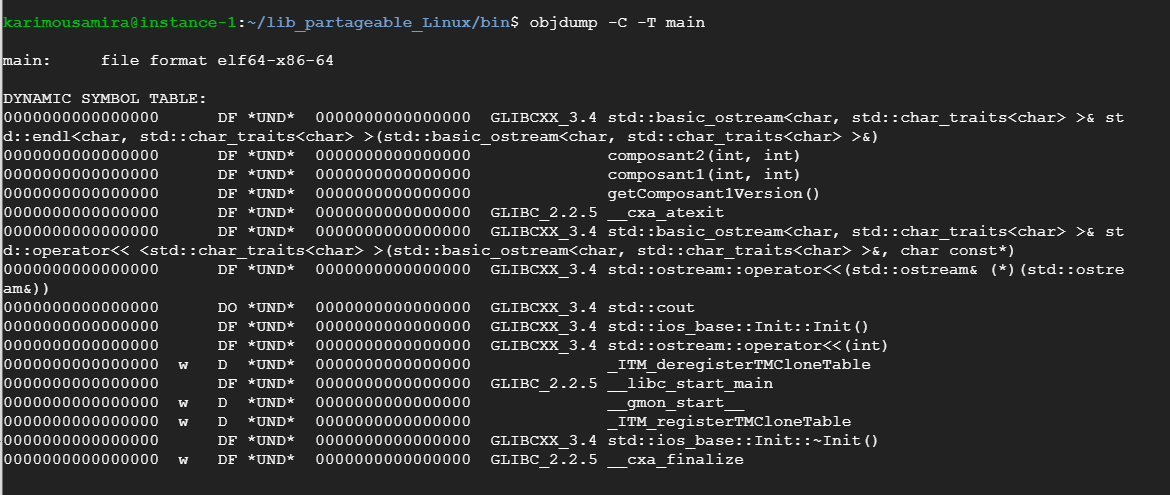 karimousamira@instance-1:~/lib_partageable_Linux/bin$ objdump -C -T main
main:     file format elf64-x86-64
DYNAMIC SYMBOL TABLE:
0000000000000000      DF *UND*  0000000000000000  GLIBCXX_3.4 std::basic_ostream<char, std::char_traits<char> >& st
d::endl<char, std::char_traits<char> >(std::basic_ostream<char, std::char_traits<char> >&)
0000000000000000      DF *UND*  0000000000000000              composant2(int, int)
0000000000000000      DF *UND*  0000000000000000              composant1(int, int)
0000000000000000      DF *UND*  0000000000000000              getComposant1Version()
0000000000000000      DF *UND*  0000000000000000  GLIBC_2.2.5 __cxa_atexit
0000000000000000      DF *UND*  0000000000000000  GLIBCXX_3.4 std::basic_ostream<char, std::char_traits<char> >& st
d::operator<< <std::char_traits<char> >(std::basic_ostream<char, std::char_traits<char> >&, char const*)
0000000000000000      DF *UND*  0000000000000000  GLIBCXX_3.4 std::ostream::operator<<(std::ostream& (*)(std::ostre
am&))
0000000000000000      DO *UND*  0000000000000000  GLIBCXX_3.4 std::cout
0000000000000000      DF *UND*  0000000000000000  GLIBCXX_3.4 std::ios_base::Init::Init()
0000000000000000      DF *UND*  0000000000000000  GLIBCXX_3.4 std::ostream::operator<<(int)
0000000000000000  w   D  *UND*  0000000000000000              _ITM_deregisterTMCloneTable
0000000000000000      DF *UND*  0000000000000000  GLIBC_2.2.5 __libc_start_main
0000000000000000  w   D  *UND*  0000000000000000              __gmon_start__
0000000000000000  w   D  *UND*  0000000000000000              _ITM_registerTMCloneTable
0000000000000000      DF *UND*  0000000000000000  GLIBCXX_3.4 std::ios_base::Init::~Init()
0000000000000000  w   DF *UND*  0000000000000000  GLIBC_2.2.5 __cxa_finalize